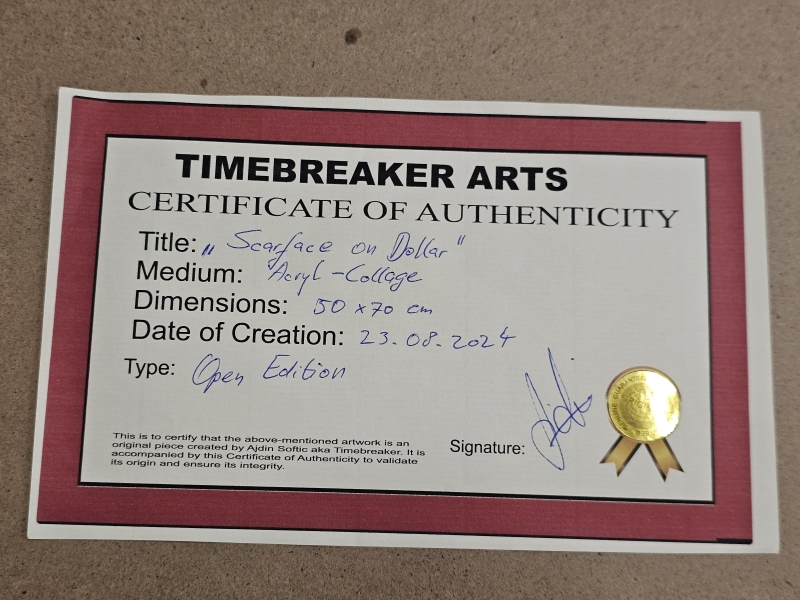 TIMEBREAKER ARTS
CERTIFICATE OF AUTHENTICITY
Title: „Scarface on Dollar"
Medium: Acryl-Collage
Dimensions: 50 x 70 cm
Date of Creation: 23.08.2024
Type: Open Edition
This is to certify that the above-mentioned artwork is an
original piece created by Ajdin Softic aka Timebreaker. It is
accompanied by this Certificate of Authenticity to validate
its origin and ensure its integrity.
Signature: